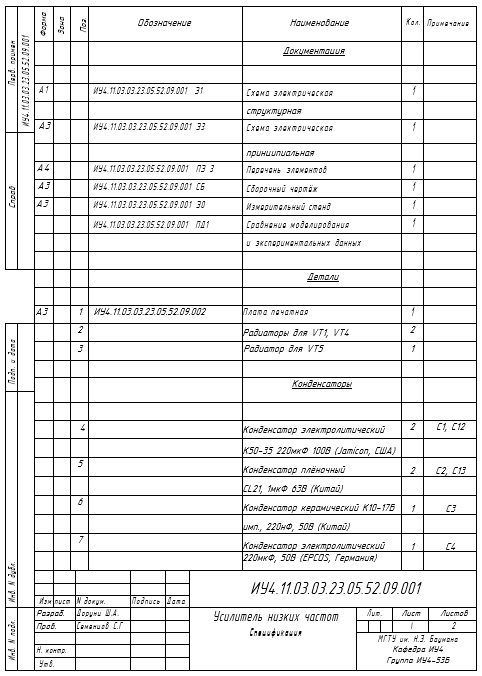 Форма Зона Поз. Обозначение Наименование Кол. Примечание
Перв. примен.
ИУ4.11.03.03.23.05.52.09.001
Документация
А1 ИУ4.11.03.03.23.05.52.09.001 Э1 Схема электрическая 1
структурная
А3 ИУ4.11.03.03.23.05.52.09.001 Э3 Схема электрическая 1
принципиальная
А4 ИУ4.11.03.03.23.05.52.09.001 ПЭ 3 Перечень элементов 1
А3 ИУ4.11.03.03.23.05.52.09.001 СБ Сборочный чертёж 1
А3 ИУ4.11.03.03.23.05.52.09.001 Э0 Измерительный стенд 1
ИУ4.11.03.03.23.05.52.09.001 ПД1 Сравнение моделирования 1
и экспериментальных данных
Справ.
Детали
А3 1 ИУ4.11.03.03.23.05.52.09.002 Плата печатная 1
2 Радиаторы для VT1, VT4 2
3 Радиатор для VT5 1
Подп. и дата
Конденсаторы
4 Конденсатор электролитический 2 С1, С12
К50-35 220мкФ 100В (Jamicon, США)
5 Конденсатор плёночный 2 С2, С13
CL21, 1мкФ 63В (Китай)
6 Конденсатор керамический К10-17Б 1 С3
имп., 220нФ, 50В (Китай)
7 Конденсатор электролитический 1 С4
220мкФ, 50В (EPCOS, Германия)
Инв. N дубл.
Инв. N подл.
ИУ4.11.03.03.23.05.52.09.001
Изм лист N докум. Подпись Дата
Разраб. Доруни Ш.А.
Пров. Семенцов С.Г
Н. контр.
Утв.
Усилитель низких частот
Спецификация
Лит. Лист Листов
1 2
МГТУ им. Н.Э. Баумана
Кафедра ИУ4
Группа ИУ4-53Б